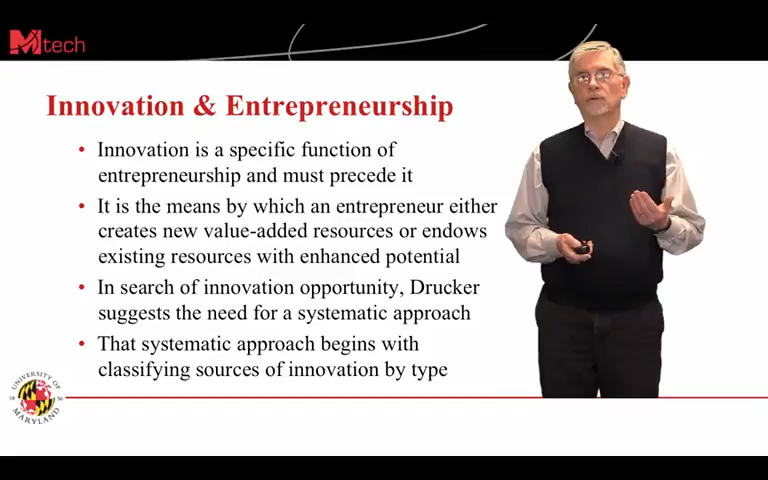 Mtech
Innovation & Entrepreneurship
• Innovation is a specific function of
entrepreneurship and must precede it
• It is the means by which an entrepreneur either
creates new value-added resources or endows
existing resources with enhanced potential
• In search of innovation opportunity, Drucker
suggests the need for a systematic approach
• That systematic approach begins with
classifying sources of innovation by type
UNIVERSITY OF
18 56
MARYLAND